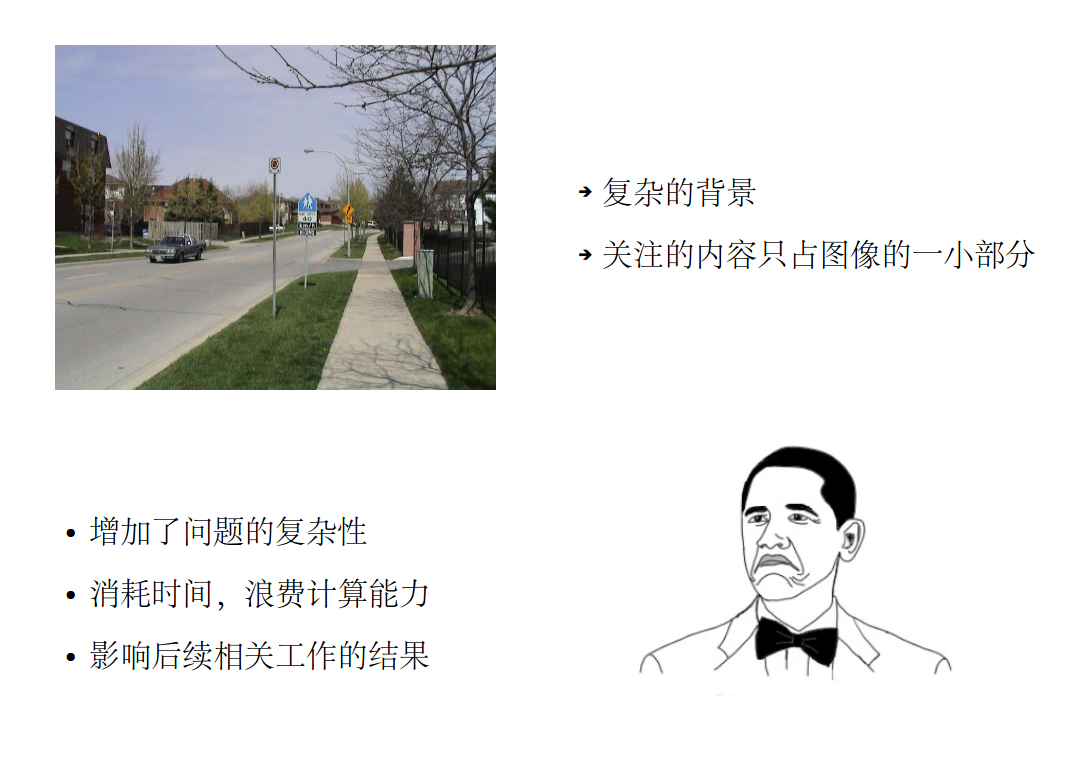 复杂的背景
关注的内容只占图像的一小部分
40
增加了问题的复杂性
消耗时间，浪费计算能力
影响后续相关工作的结果